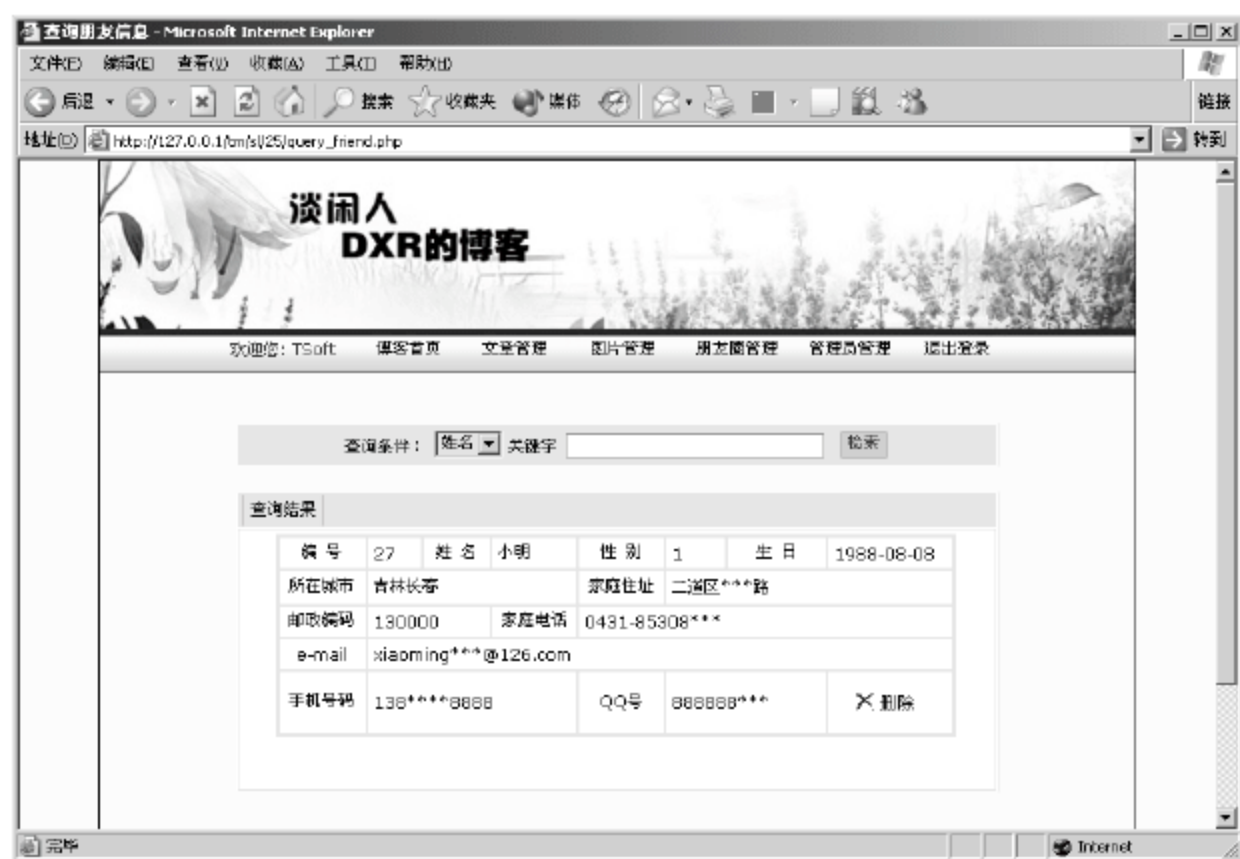 查询朋友信息 - Microsoft Internet Explorer
文件(E) 编辑(E) 查看(V) 收藏(A) 工具(T) 帮助(H)
后退 搜索 收藏夹 媒体 链接
地址(D) http://127.0.0.1/tm/sl/25/query_friend.php 转到
淡闲人
DXR的博客
欢迎您: TSoft 博客首页 文章管理 图片管理 朋友圈管理 管理员管理 退出登录
查询条件: 姓名 关键字 检索
查询结果
编 号 27 姓 名 小明 性 别 1 生 日 1988-08-08
所在城市 吉林长春 家庭住址 二道区***路
邮政编码 130000 家庭电话 0431-85308***
e-mail xiaoming***@126.com
手机号码 138****8888 QQ号 888888*** 删除
完毕 Internet